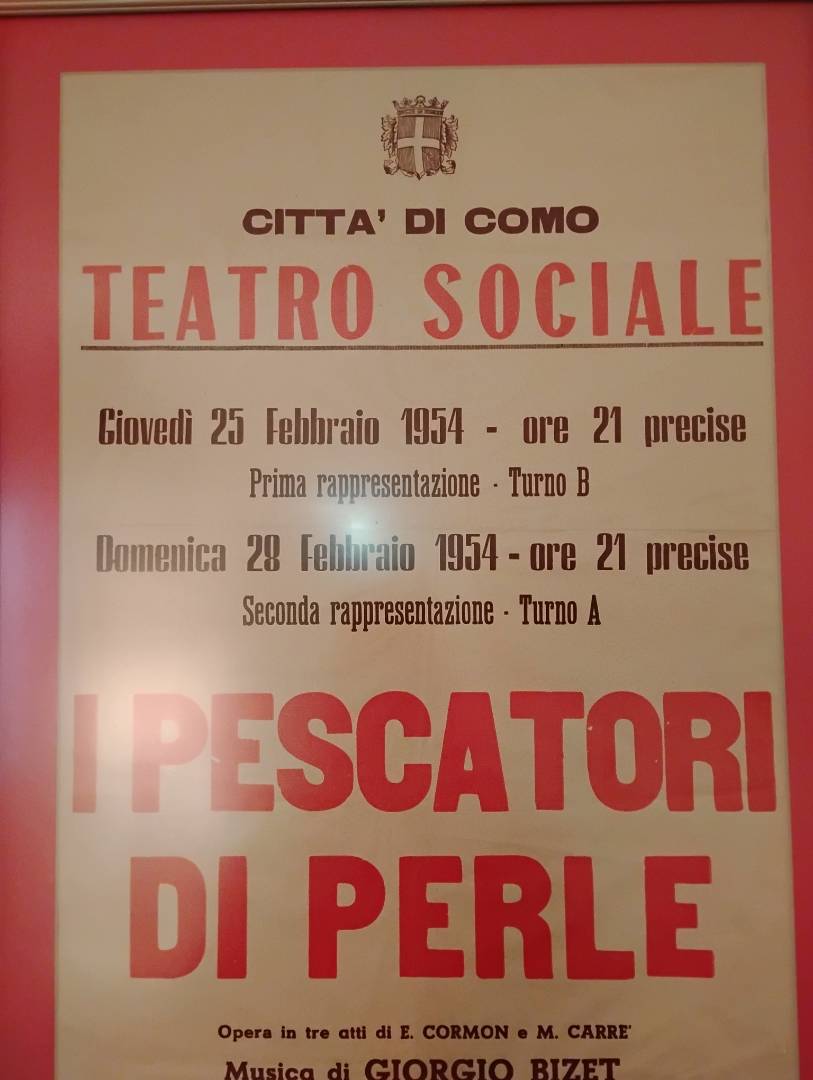 CITTA' DI COMO
TEATRO SOCIALE
Giovedì 25 Febbraio 1954 - ore 21 precise
Prima rappresentazione - Turno B
Domenica 28 Febbraio 1954 - ore 21 precise
Seconda rappresentazione - Turno A
I PESCATORI
DI PERLE
Opera in tre atti di E. CORMON e M. CARRE'
Musica di GIORGIO BIZET